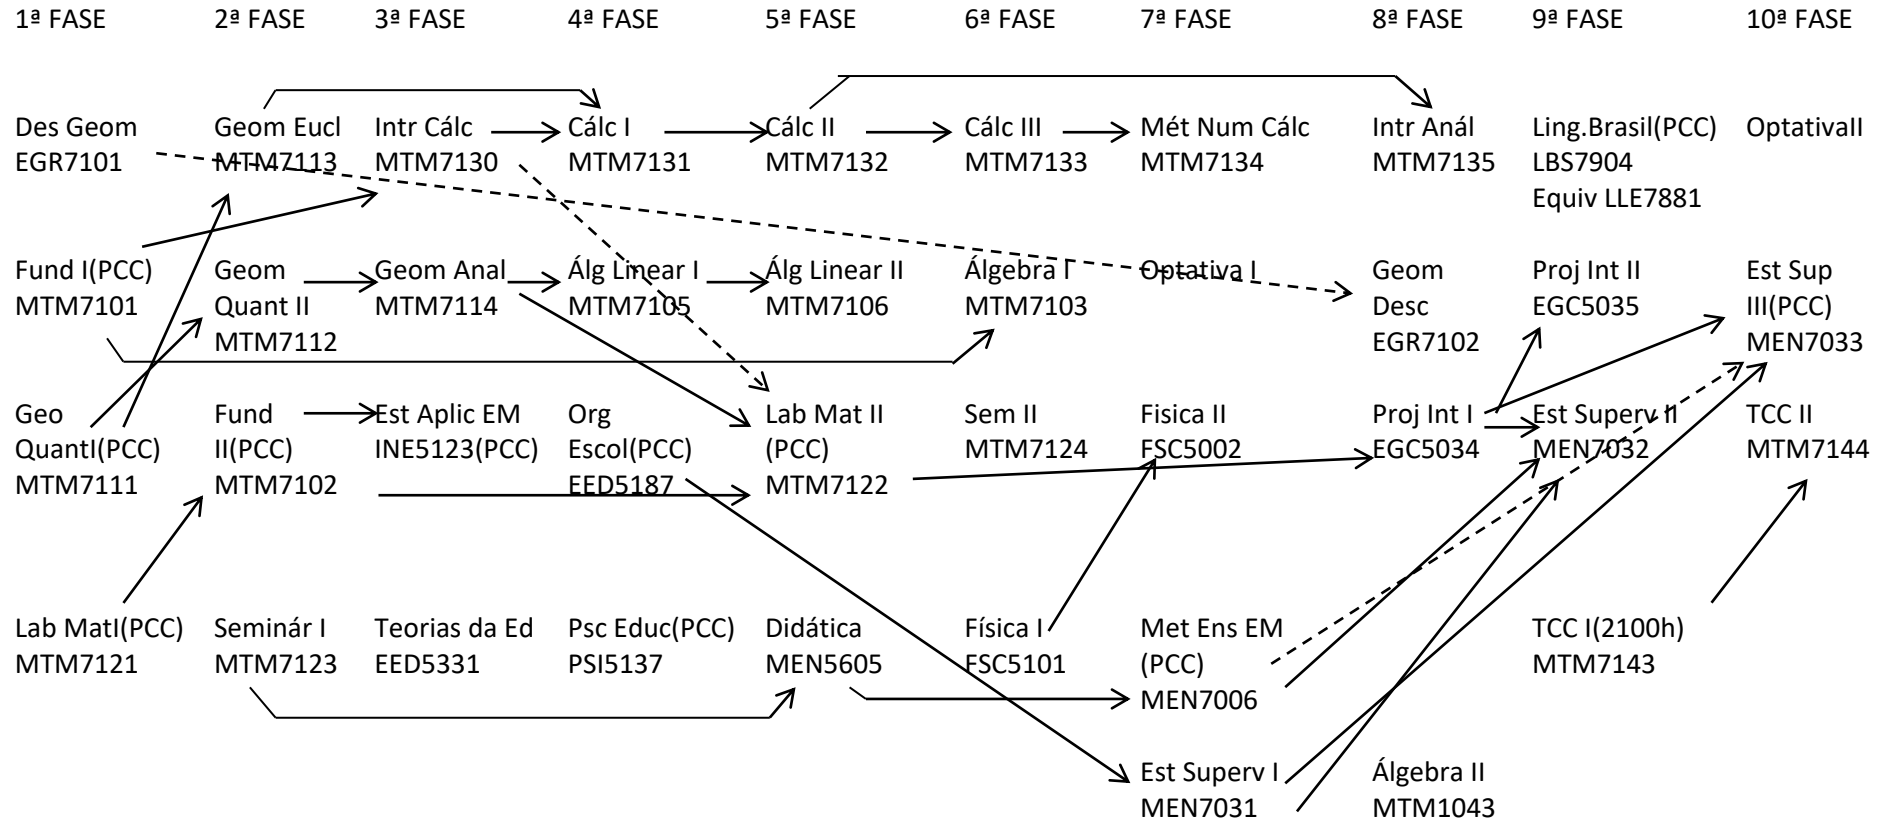 1ª FASE 2ª FASE 3ª FASE 4ª FASE 5ª FASE 6ª FASE 7ª FASE 8ª FASE 9ª FASE 10ª FASE
Des Geom Geom Eucl Intr Cálc Cálc I Cálc II Cálc III Mét Num Cálc Intr Anál Ling.Brasil(PCC) OptativaII
EGR7101 MTM7113 MTM7130 MTM7131 MTM7132 MTM7133 MTM7134 MTM7135 LBS7904
Equiv LLE7881
Fund I(PCC) Geom Geom Anal Álg Linear I Álg Linear II Álgebra I Optativa I Geom Proj Int II Est Sup
MTM7101 Quant II MTM7114 MTM7105 MTM7106 MTM7103 Desc EGC5035 III(PCC)
MTM7112 EGR7102 MEN7033
Geo Fund Est Aplic EM Org Lab Mat II Sem II Fisica II Proj Int I Est Superv II TCC II
QuantI(PCC) II(PCC) INE5123(PCC) Escol(PCC) (PCC) MTM7124 FSC5002 EGC5034 MEN7032 MTM7144
MTM7111 MTM7102 EED5187 MTM7122
Lab MatI(PCC) Seminár I Teorias da Ed Psc Educ(PCC) Didática Física I Met Ens EM TCC I(2100h)
MTM7121 MTM7123 EED5331 PSI5137 MEN5605 FSC5101 (PCC) MTM7143
MEN7006
Est Superv I Álgebra II
MEN7031 MTM1043